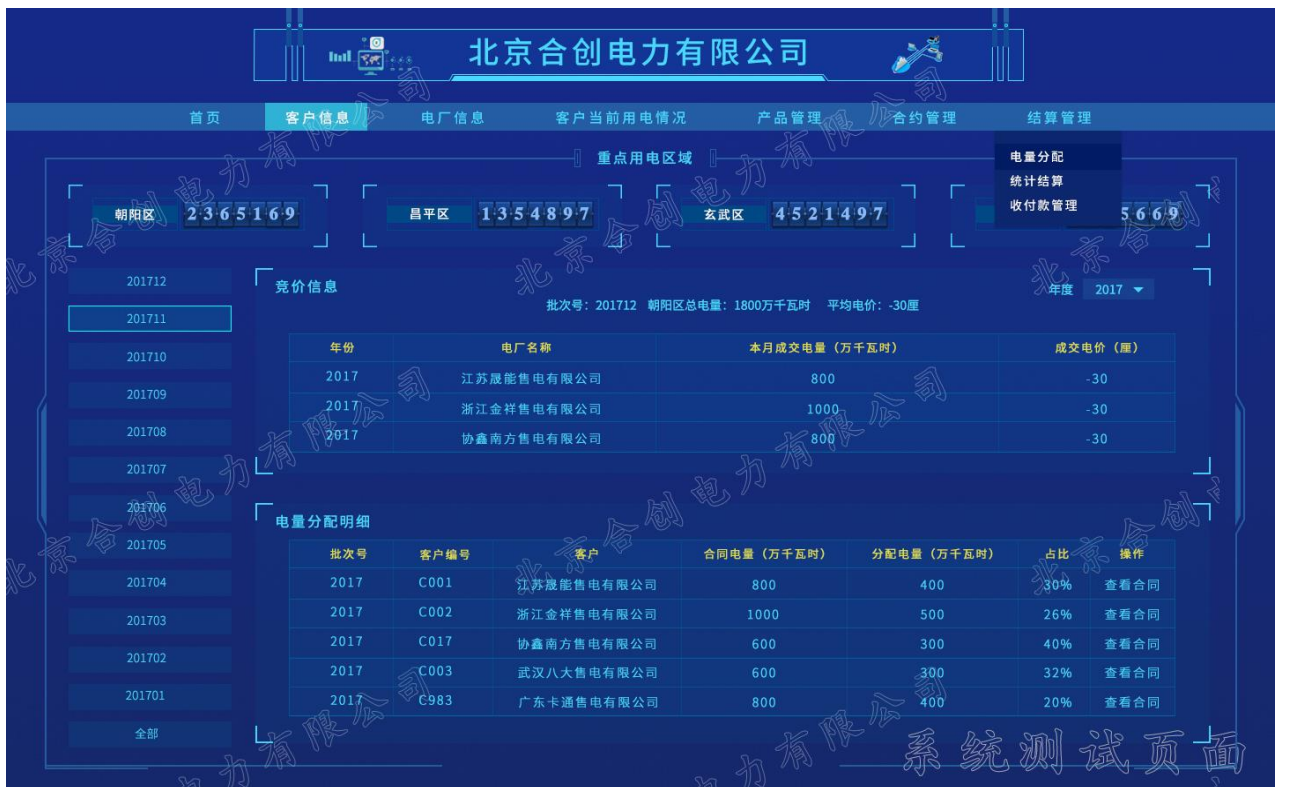 北京合创电力有限公司
首页 客户信息 电厂信息 客户当前用电情况 产品管理 合约管理 结算管理
重点用电区域
电量分配
统计结算
收付款管理
朝阳区 2365169 昌平区 1354897 玄武区 4521497 5669
201712
201711
201710
201709
201708
201707
201706
201705
201704
201703
201702
201701
全部
竞价信息
年度 2017
批次号：201712 朝阳区总电量：1800万千瓦时 平均电价：-30厘
年份 电厂名称 本月成交电量（万千瓦时） 成交电价（厘）
2017 江苏晟能售电有限公司 800 -30
2017 浙江金祥售电有限公司 1000 -30
2017 协鑫南方售电有限公司 800 -30
电量分配明细
批次号 客户编号 客户 合同电量（万千瓦时） 分配电量（万千瓦时） 占比 操作
2017 C001 江苏晟能售电有限公司 800 400 30% 查看合同
2017 C002 浙江金祥售电有限公司 1000 500 26% 查看合同
2017 C017 协鑫南方售电有限公司 600 300 40% 查看合同
2017 C003 武汉八大售电有限公司 600 300 32% 查看合同
2017 C983 广东卡通售电有限公司 800 400 20% 查看合同
系统测试页面
北京合创电力有限公司